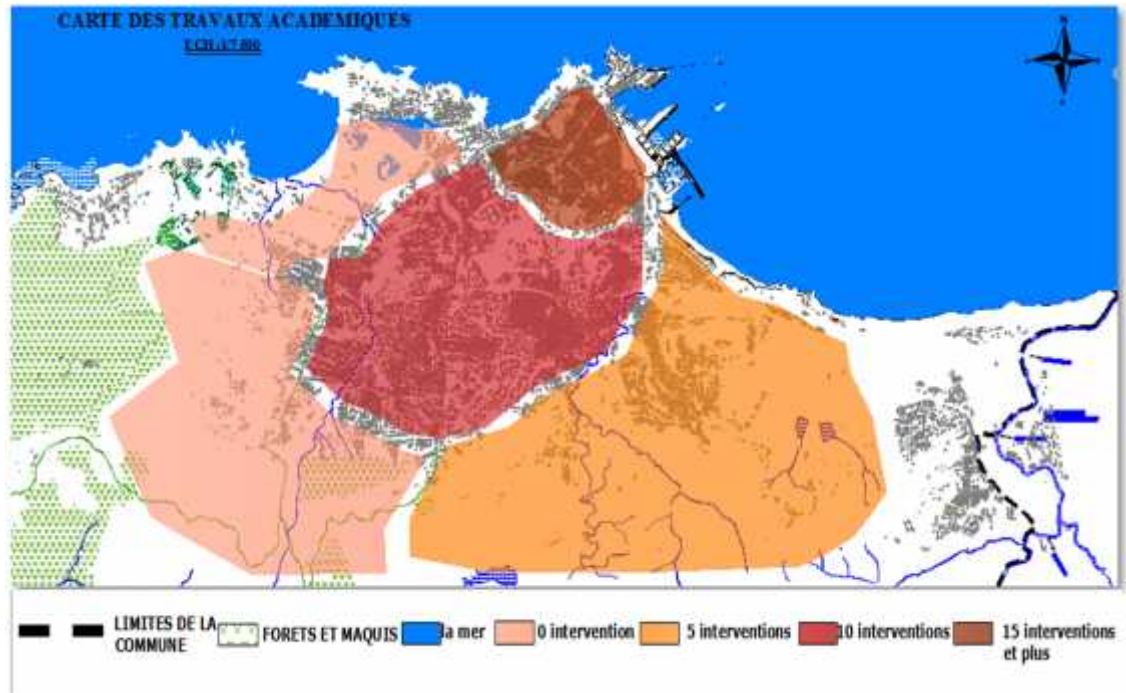 CARTE DES TRAVAUX ACADEMIQUES
N
LIMITES DE LA
COMMUNE
FORETS ET MAQUIS
la mer
0 intervention
5 interventions
10 interventions
15 interventions
et plus